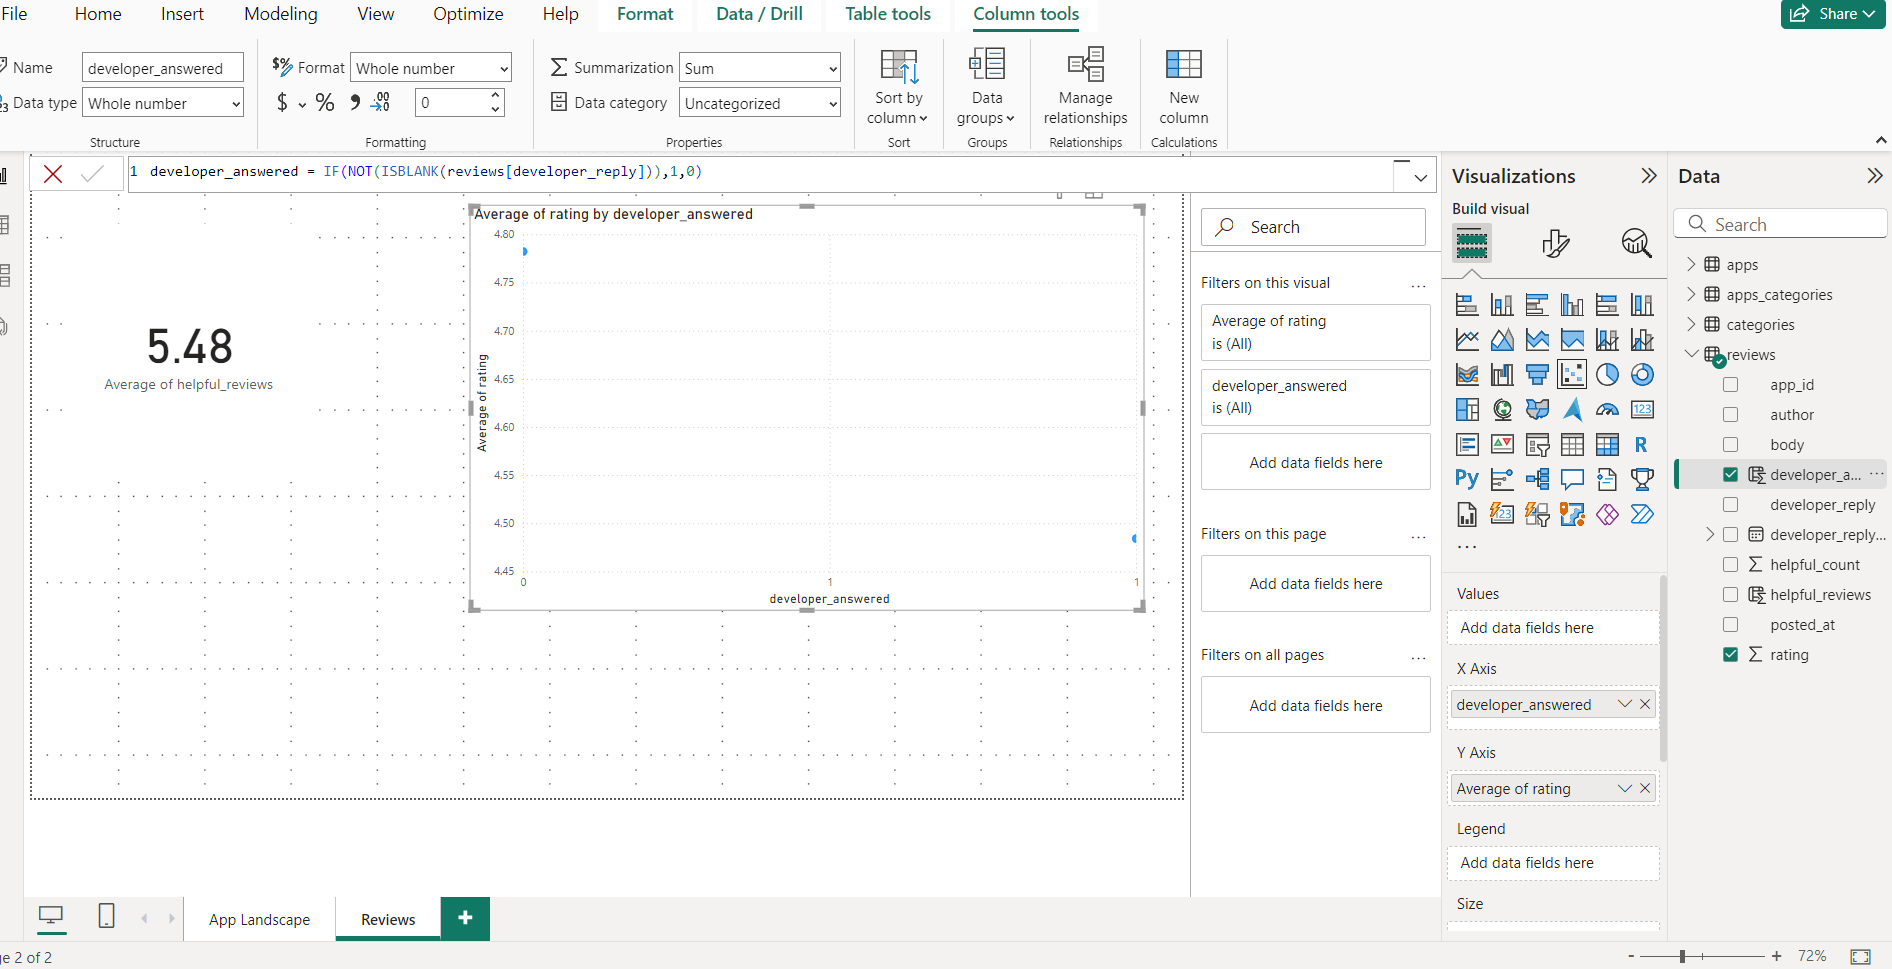 File Home Insert Modeling View Optimize Help Format Data / Drill Table tools Column tools Share
Name developer_answered
$% Format Whole number
Summarization Sum
Data type Whole number
$ % 0
Data category Uncategorized
Sort by column
Data groups
Manage relationships
New column
Structure Formatting Properties Sort Groups Relationships Calculations
1 developer_answered = IF(NOT(ISBLANK(reviews[developer_reply])),1,0)
5.48
Average of helpful_reviews
Average of rating by developer_answered
4.80
4.75
4.70
4.65
4.60
4.55
4.50
4.45
Average of rating
0 1 1
developer_answered
Search
Filters on this visual ...
Average of rating
is (All)
developer_answered
is (All)
Add data fields here
Filters on this page ...
Add data fields here
Filters on all pages ...
Add data fields here
Visualizations
Build visual
123
R
Py
123
...
Values
Add data fields here
X Axis
developer_answered
Y Axis
Average of rating
Legend
Add data fields here
Size
Data
Search
apps
apps_categories
categories
reviews
app_id
author
body
developer_a... ...
developer_reply
developer_reply...
helpful_count
helpful_reviews
posted_at
rating
App Landscape
Reviews
+
ge 2 of 2
- + 72%